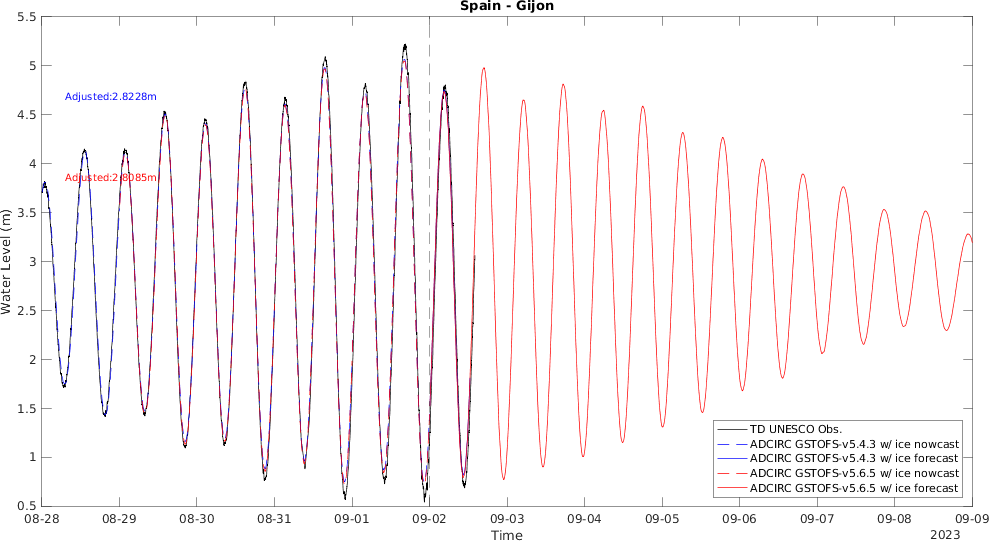 Spain - Gijon
5.5
5
4.5
4
3.5
3
2.5
2
1.5
1
0.5
Water Level (m)
Adjusted:2.8228m
Adjusted:2.8085m
TD UNESCO Obs.
ADCIRC GSTOFS-v5.4.3 w/ ice nowcast
ADCIRC GSTOFS-v5.4.3 w/ ice forecast
ADCIRC GSTOFS-v5.6.5 w/ ice nowcast
ADCIRC GSTOFS-v5.6.5 w/ ice forecast
08-28 08-29 08-30 08-31 09-01 09-02 09-03 09-04 09-05 09-06 09-07 09-08 09-09
Time
2023